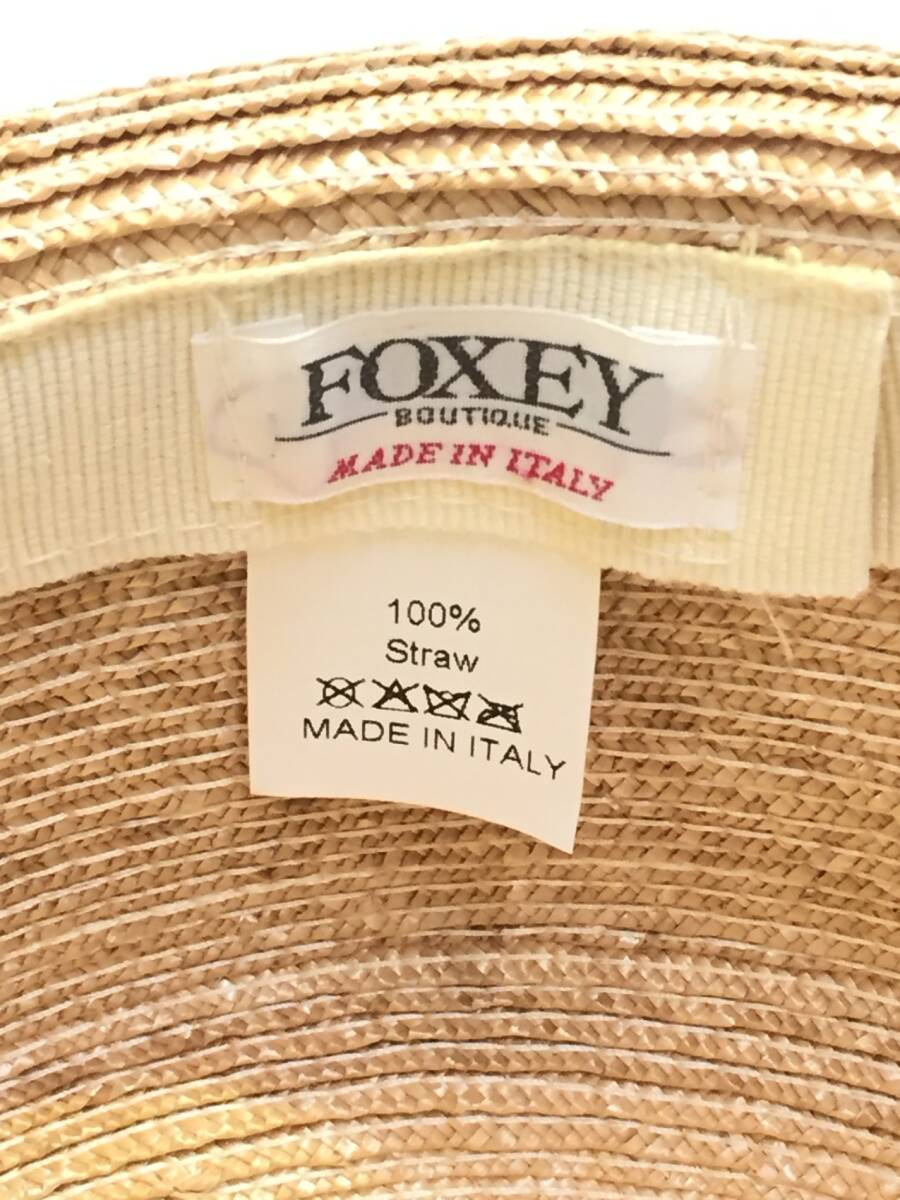 FOXEY
BOUTIQUE
MADE IN ITALY
100%
Straw
MADE IN ITALY